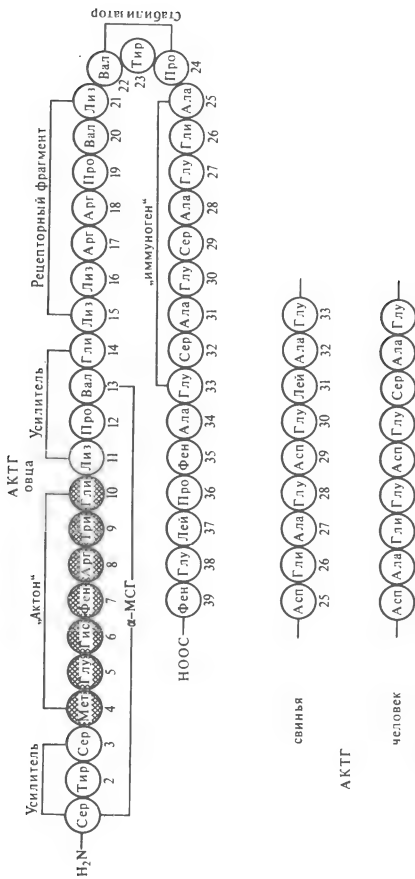 Стабилизатор
АКТГ
овца
Усилитель „Актон" Усилитель Рецепторный фрагмент
H₂N— Сер Тир Сер Мет Глу Гис Фен Арг Три Гли Лиз Про Вал Гли Лиз Лиз Арг Арг Про Вал Лиз Вал Тир Про
2 3 4 5 6 7 8 9 10 11 12 13 14 15 16 17 18 19 20 21 22 23 24
α-МСГ
„иммуноген"
НООС— Фен Глу Лей Про Фен Ала Глу Сер Ала Глу Сер Ала Глу Гли Ала
39 38 37 36 35 34 33 32 31 30 29 28 27 26 25
свинья Асп Гли Ала Глу Асп Глу Лей Ала Глу
25 26 27 28 29 30 31 32 33
АКТГ
человек Асп Ала Гли Глу Асп Глу Сер Ала Глу